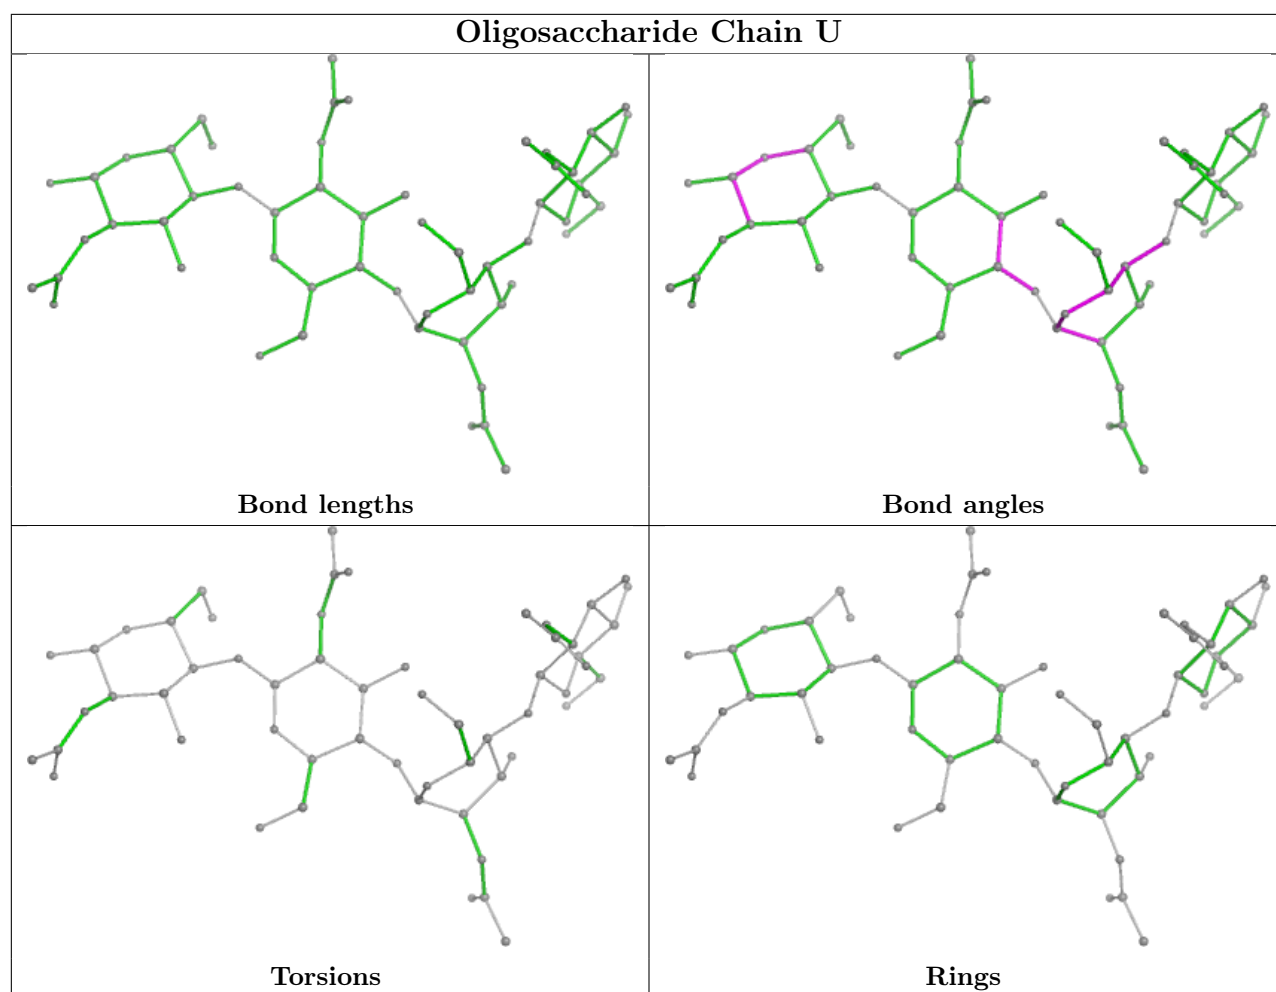 Oligosaccharide Chain U
Bond lengths
Bond angles
Torsions
Rings